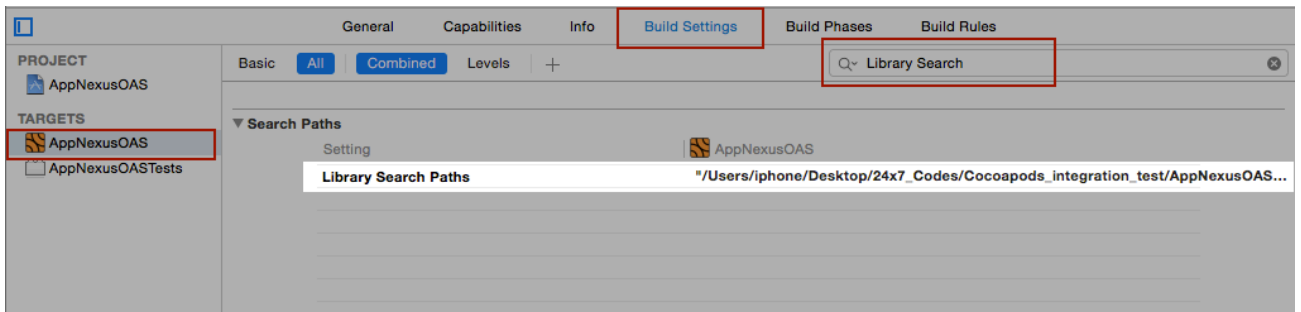 General Capabilities Info Build Settings Build Phases Build Rules
PROJECT
AppNexusOAS
TARGETS
AppNexusOAS
AppNexusOASTests
Basic All Combined Levels +
Library Search
Search Paths
Setting AppNexusOAS
Library Search Paths "/Users/iphone/Desktop/24x7_Codes/Cocoapods_integration_test/AppNexusOAS...